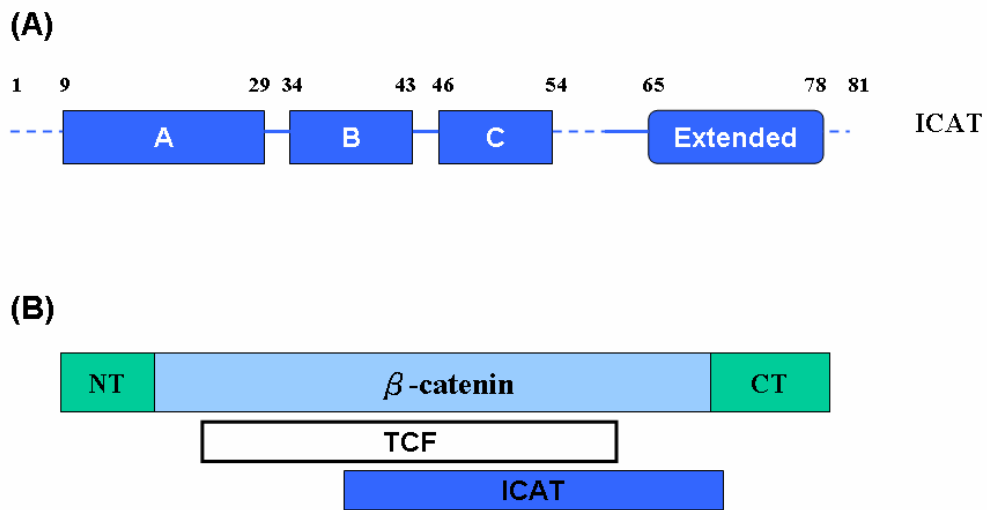 (A)
1 9 29 34 43 46 54 65 78 81
A B C Extended ICAT
(B)
NT β-catenin CT
TCF
ICAT